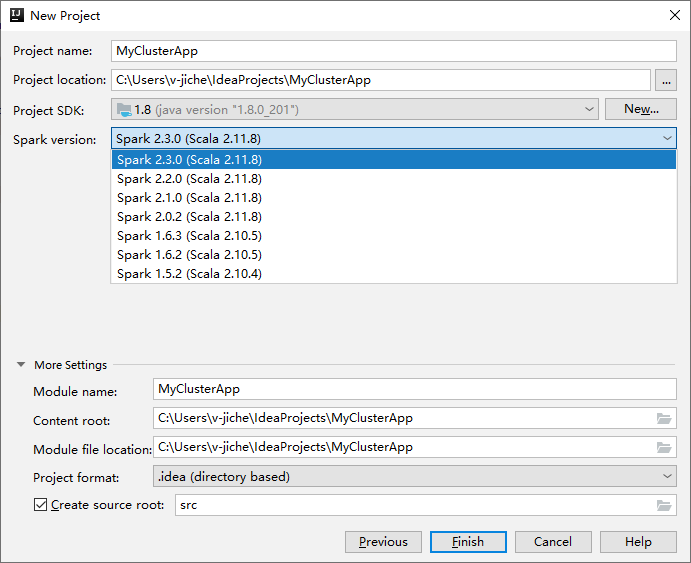 New Project
Project name: MyClusterApp
Project location: C:\Users\v-jiche\IdeaProjects\MyClusterApp ...
Project SDK: 1.8 (java version "1.8.0_201") New...
Spark version: Spark 2.3.0 (Scala 2.11.8)
Spark 2.3.0 (Scala 2.11.8)
Spark 2.2.0 (Scala 2.11.8)
Spark 2.1.0 (Scala 2.11.8)
Spark 2.0.2 (Scala 2.11.8)
Spark 1.6.3 (Scala 2.10.5)
Spark 1.6.2 (Scala 2.10.5)
Spark 1.5.2 (Scala 2.10.4)
More Settings
Module name: MyClusterApp
Content root: C:\Users\v-jiche\IdeaProjects\MyClusterApp
Module file location: C:\Users\v-jiche\IdeaProjects\MyClusterApp
Project format: .idea (directory based)
Create source root: src
Previous Finish Cancel Help